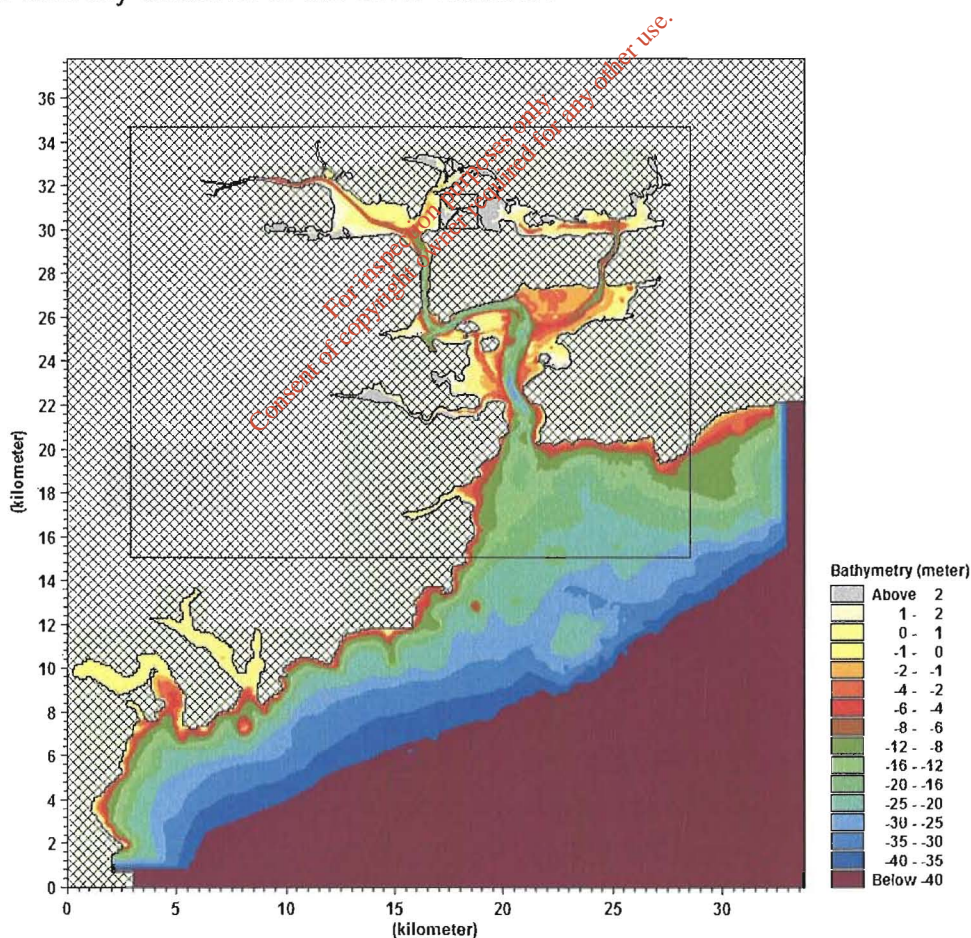 For inspection purposes only.
Consent of copyright owner required for any other use.
36
34
32
30
28
26
24
22
20
18
16
14
12
10
8
6
4
2
0
(kilometer)
0 5 10 15 20 25 30
(kilometer)
Bathymetry (meter)
Above 2
1 - 2
0 - 1
-1 - 0
-2 - -1
-4 - -2
-6 - -4
-8 - -6
-12 - -8
-16 - -12
-20 - -16
-25 - -20
-30 - -25
-35 - -30
-40 - -35
Below -40